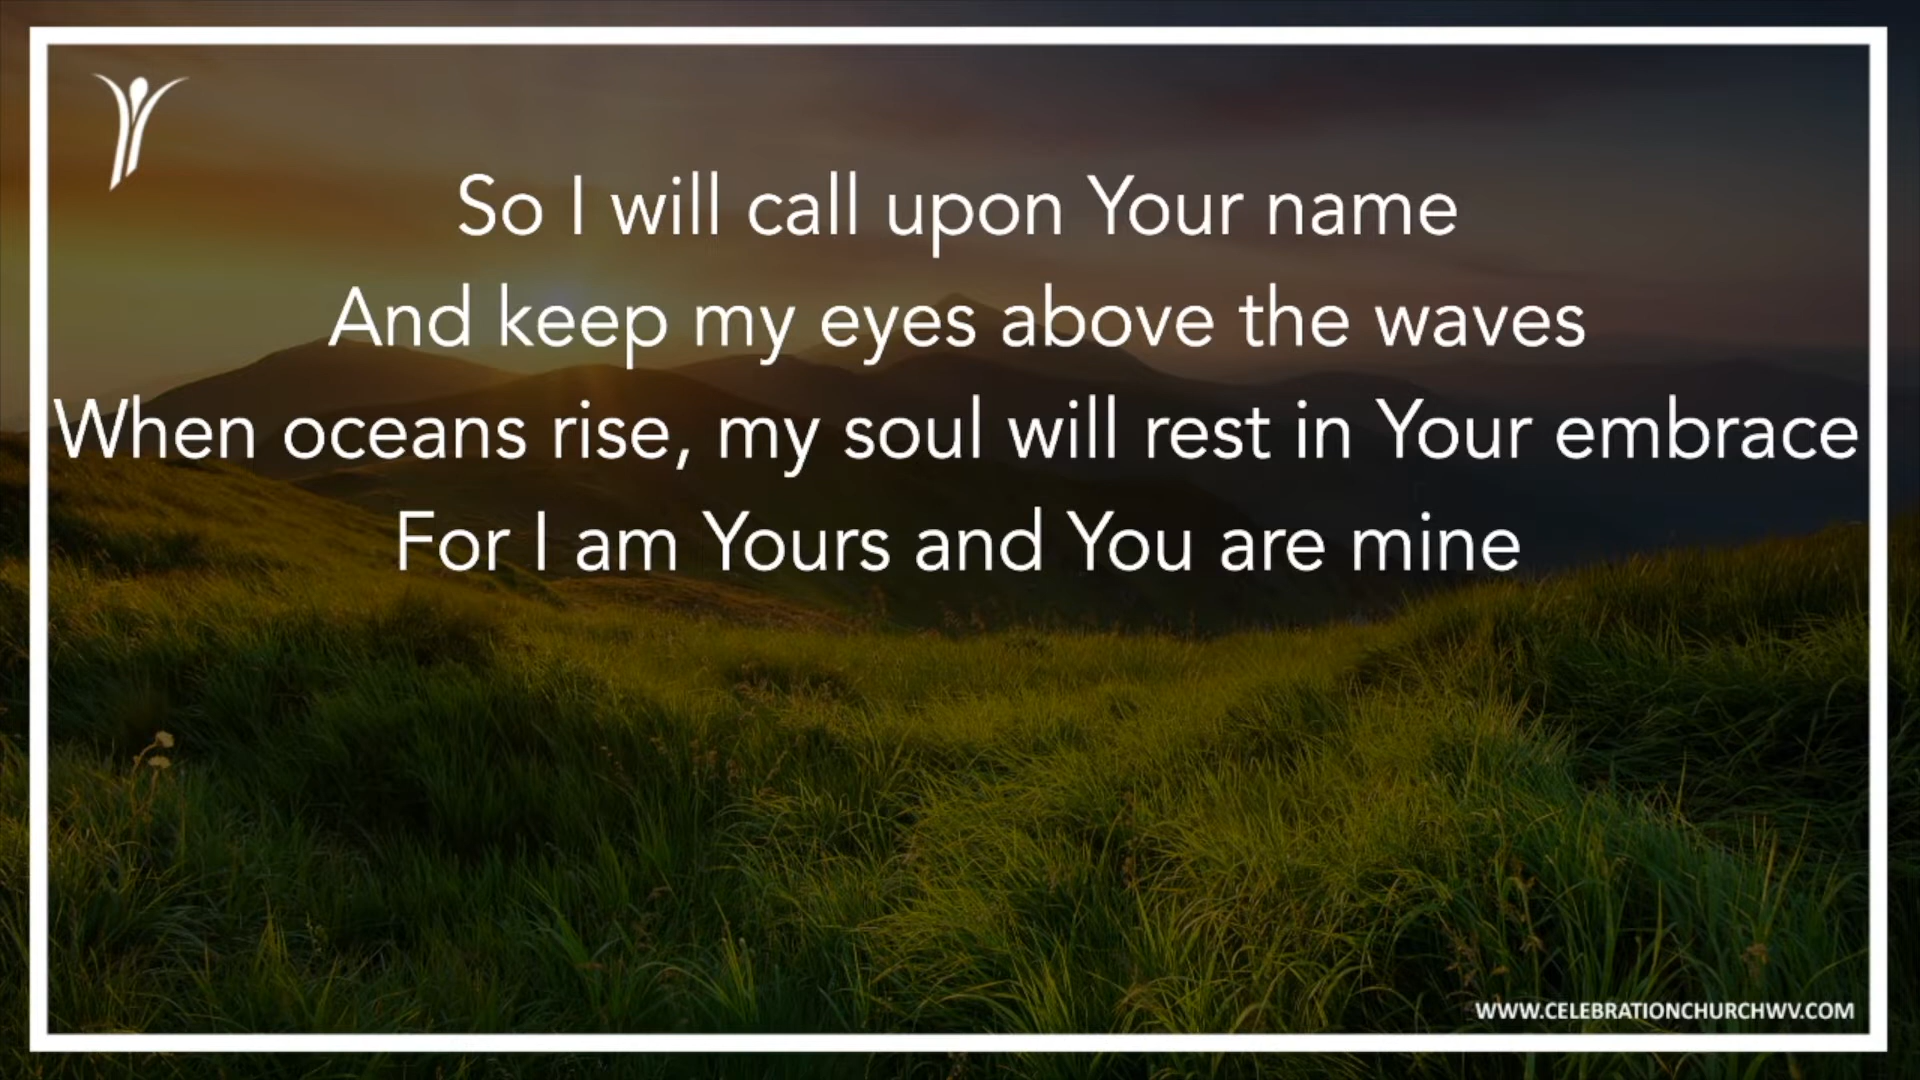 So I will call upon Your name
And keep my eyes above the waves
When oceans rise, my soul will rest in Your embrace
For I am Yours and You are mine
WWW.CELEBRATIONCHURCHWV.COM